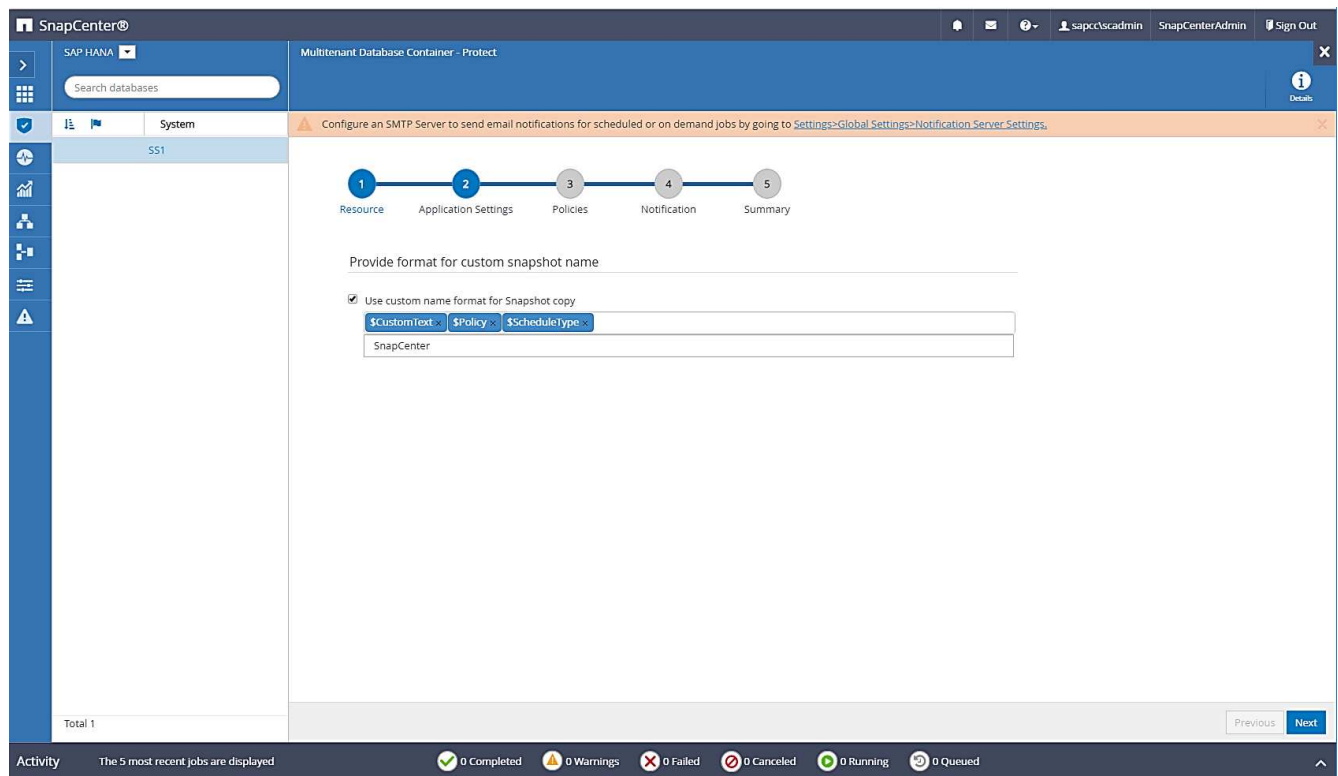 SnapCenter®
sapcc\scadmin SnapCenterAdmin Sign Out
SAP HANA
Multitenant Database Container - Protect
Search databases
Details
System
Configure an SMTP Server to send email notifications for scheduled or on demand jobs by going to Settings>Global Settings>Notification Server Settings.
SS1
1 2 3 4 5
Resource Application Settings Policies Notification Summary
Provide format for custom snapshot name
Use custom name format for Snapshot copy
$CustomText × $Policy × $ScheduleType ×
SnapCenter
Total 1
Previous Next
Activity The 5 most recent jobs are displayed 0 Completed 0 Warnings 0 Failed 0 Canceled 0 Running 0 Queued